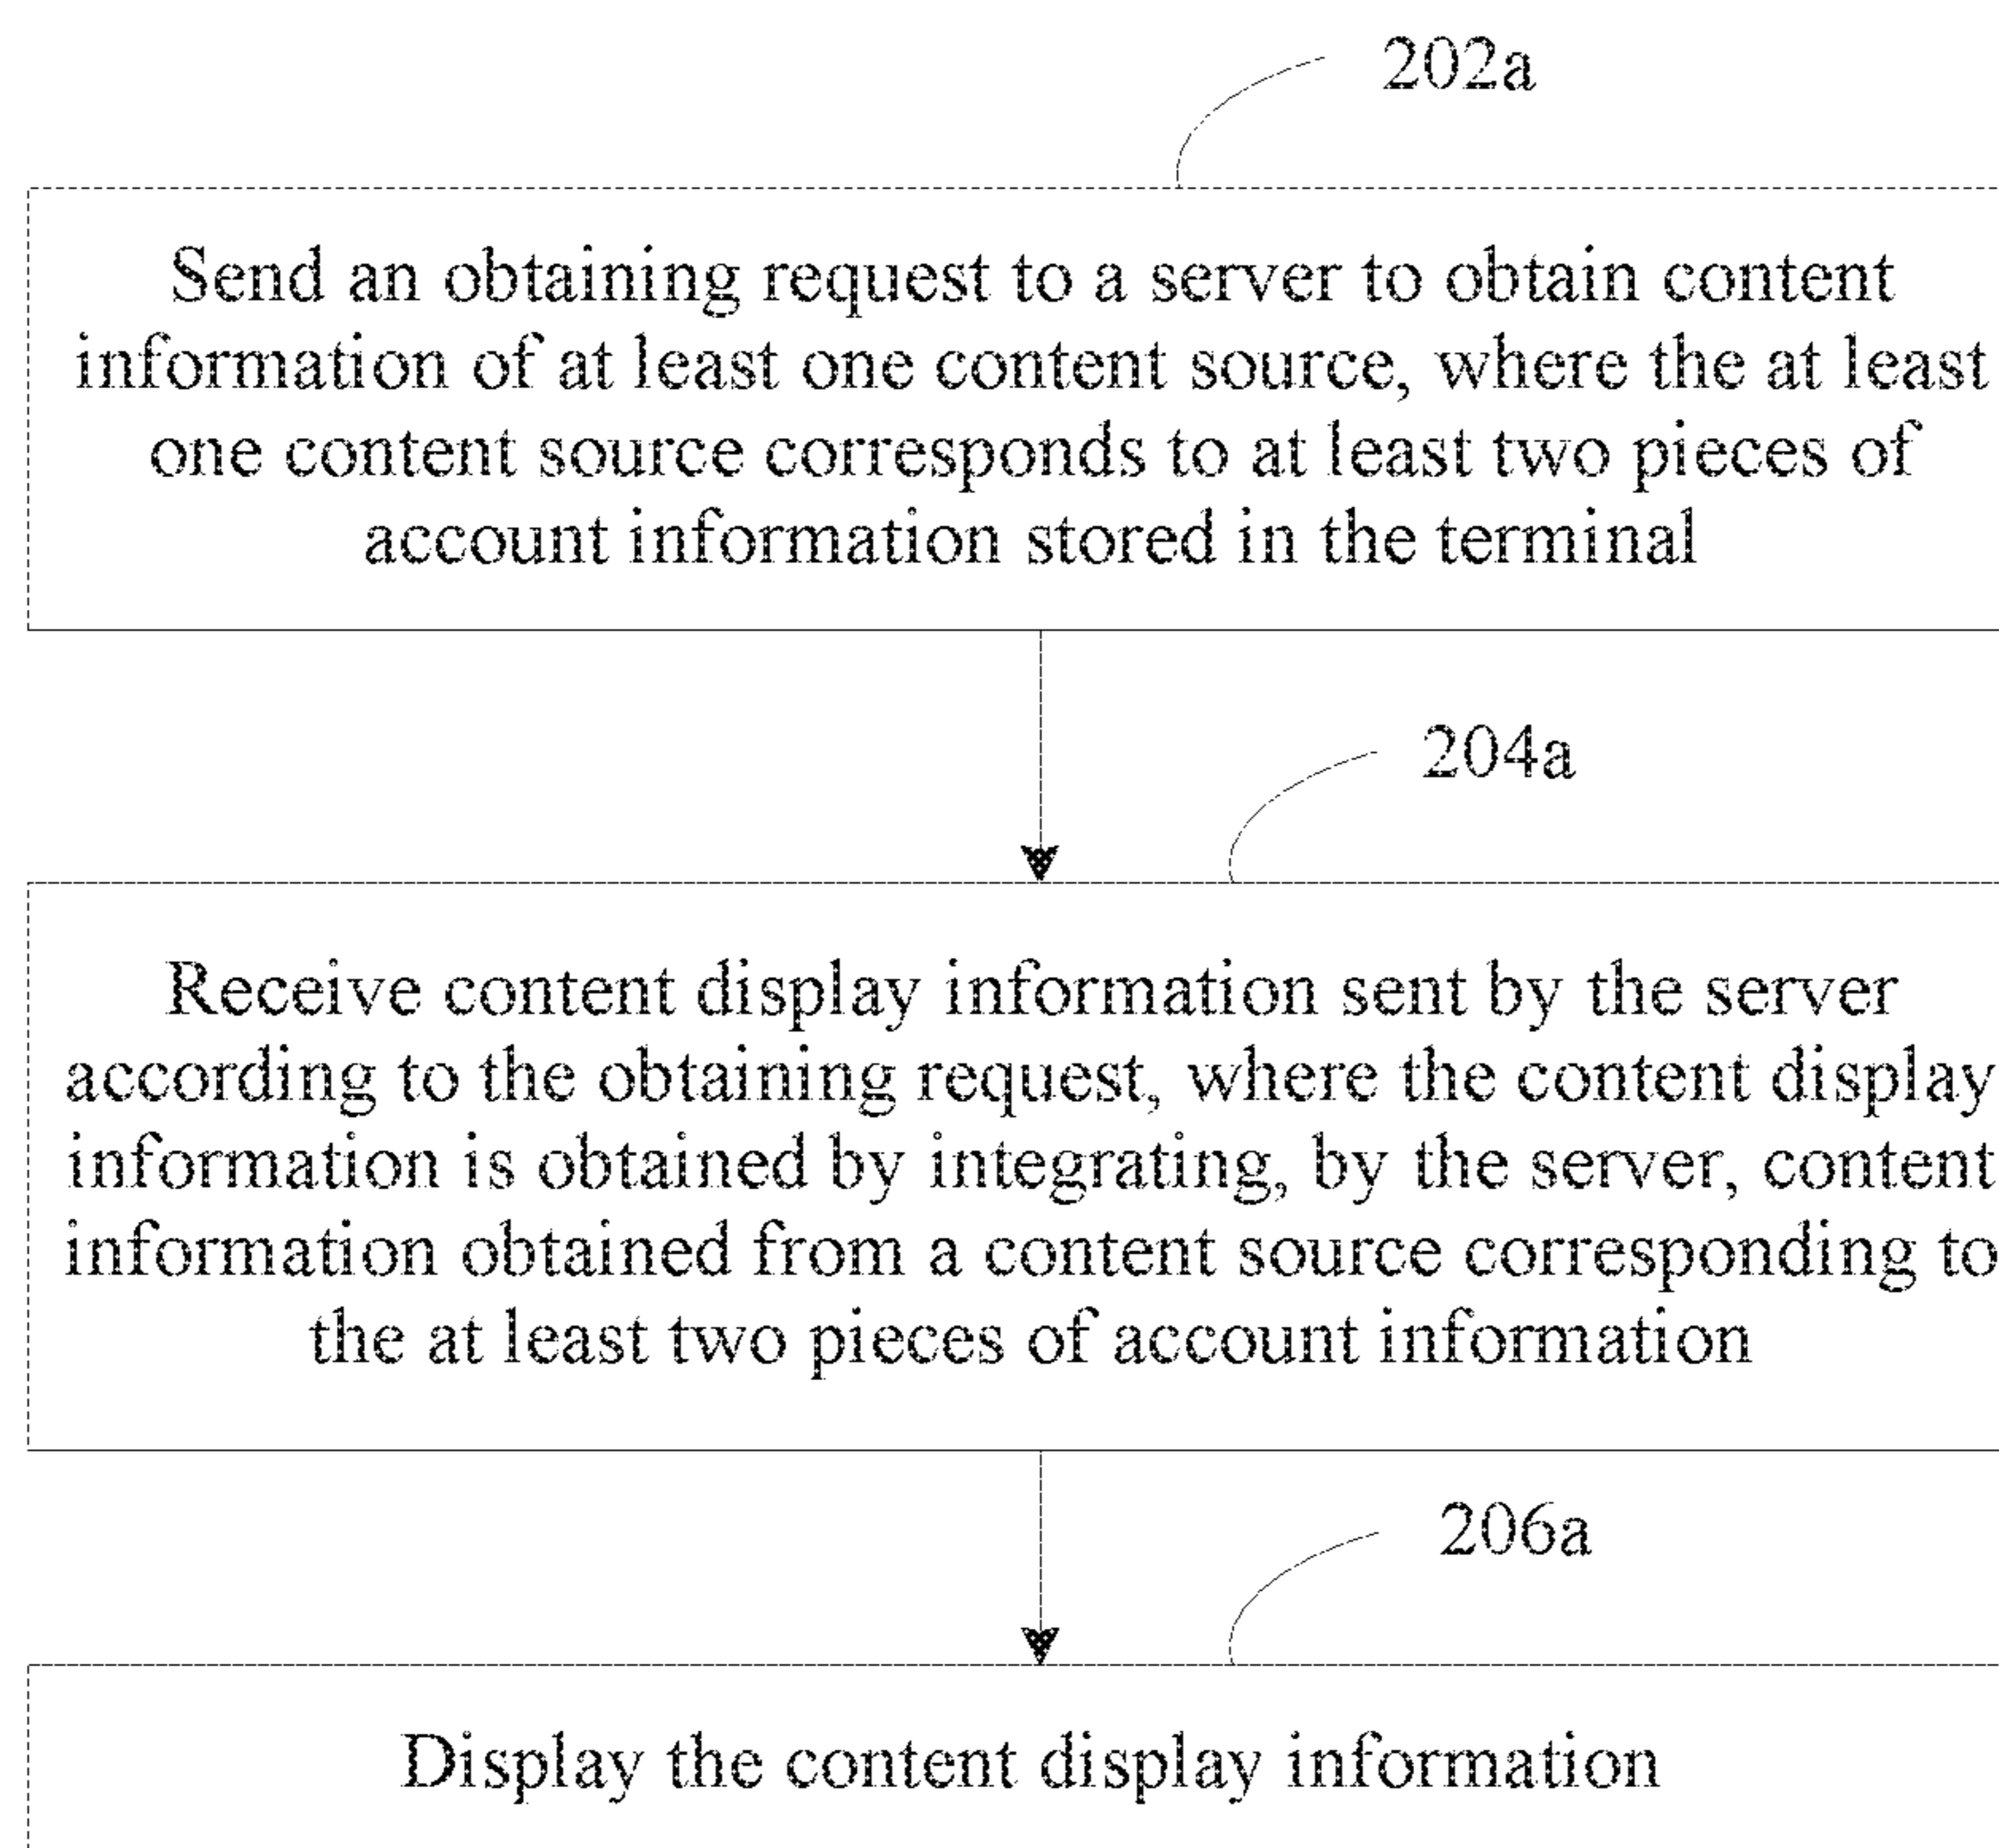 202a
Send an obtaining request to a server to obtain content
information of at least one content source, where the at least
one content source corresponds to at least two pieces of
account information stored in the terminal
204a
Receive content display information sent by the server
according to the obtaining request, where the content display
information is obtained by integrating, by the server, content
information obtained from a content source corresponding to
the at least two pieces of account information
206a
Display the content display information